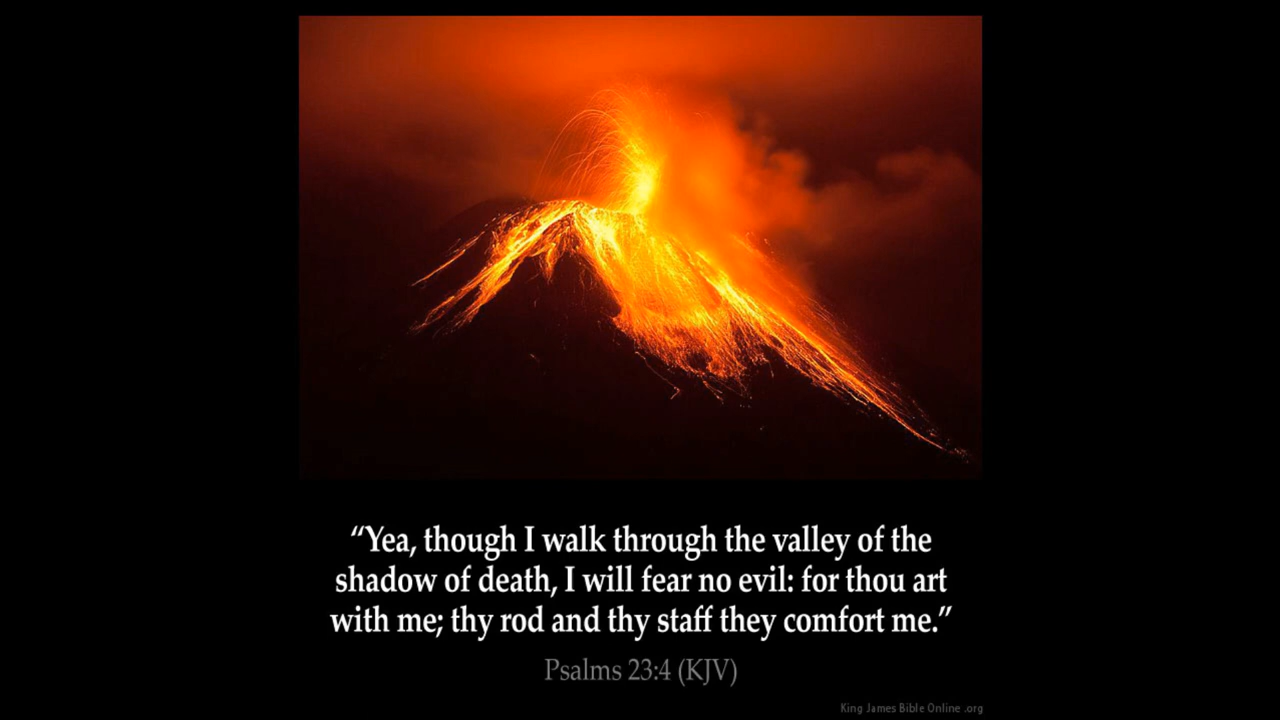 “Yea, though I walk through the valley of the
shadow of death, I will fear no evil: for thou art
with me; thy rod and thy staff they comfort me.”
Psalms 23:4 (KJV)
King James Bible Online .org